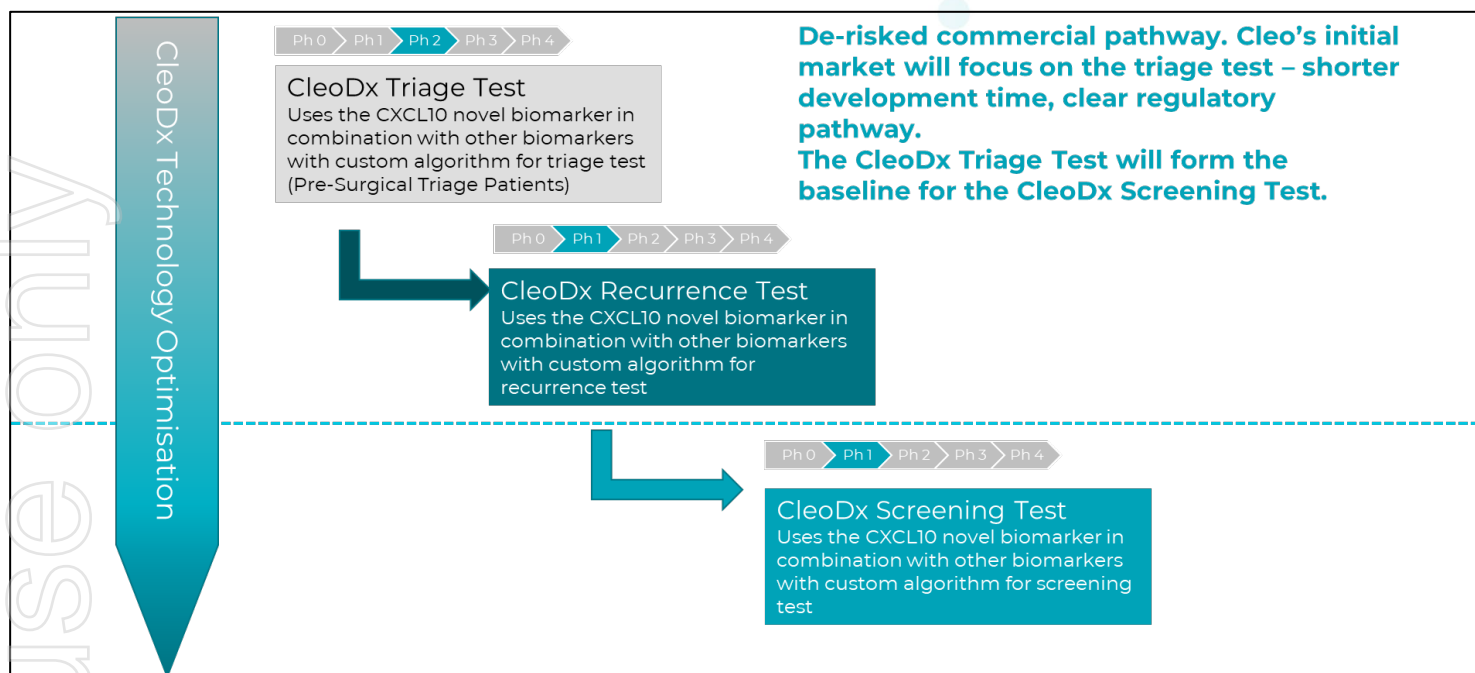 CleoDx Technology Optimisation
Ph 0 Ph 1 Ph 2 Ph 3 Ph 4
CleoDx Triage Test
Uses the CXCL10 novel biomarker in
combination with other biomarkers
with custom algorithm for triage test
(Pre-Surgical Triage Patients)
De-risked commercial pathway. Cleo’s initial
market will focus on the triage test – shorter
development time, clear regulatory
pathway.
The CleoDx Triage Test will form the
baseline for the CleoDx Screening Test.
Ph 0 Ph 1 Ph 2 Ph 3 Ph 4
CleoDx Recurrence Test
Uses the CXCL10 novel biomarker in
combination with other biomarkers
with custom algorithm for
recurrence test
Ph 0 Ph 1 Ph 2 Ph 3 Ph 4
CleoDx Screening Test
Uses the CXCL10 novel biomarker in
combination with other biomarkers
with custom algorithm for screening
test
use only